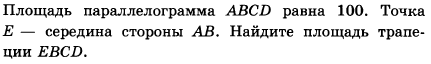 Площадь параллелограмма ABCD равна 100. Точка
E — середина стороны AB. Найдите площадь трапе-
ции EBCD.